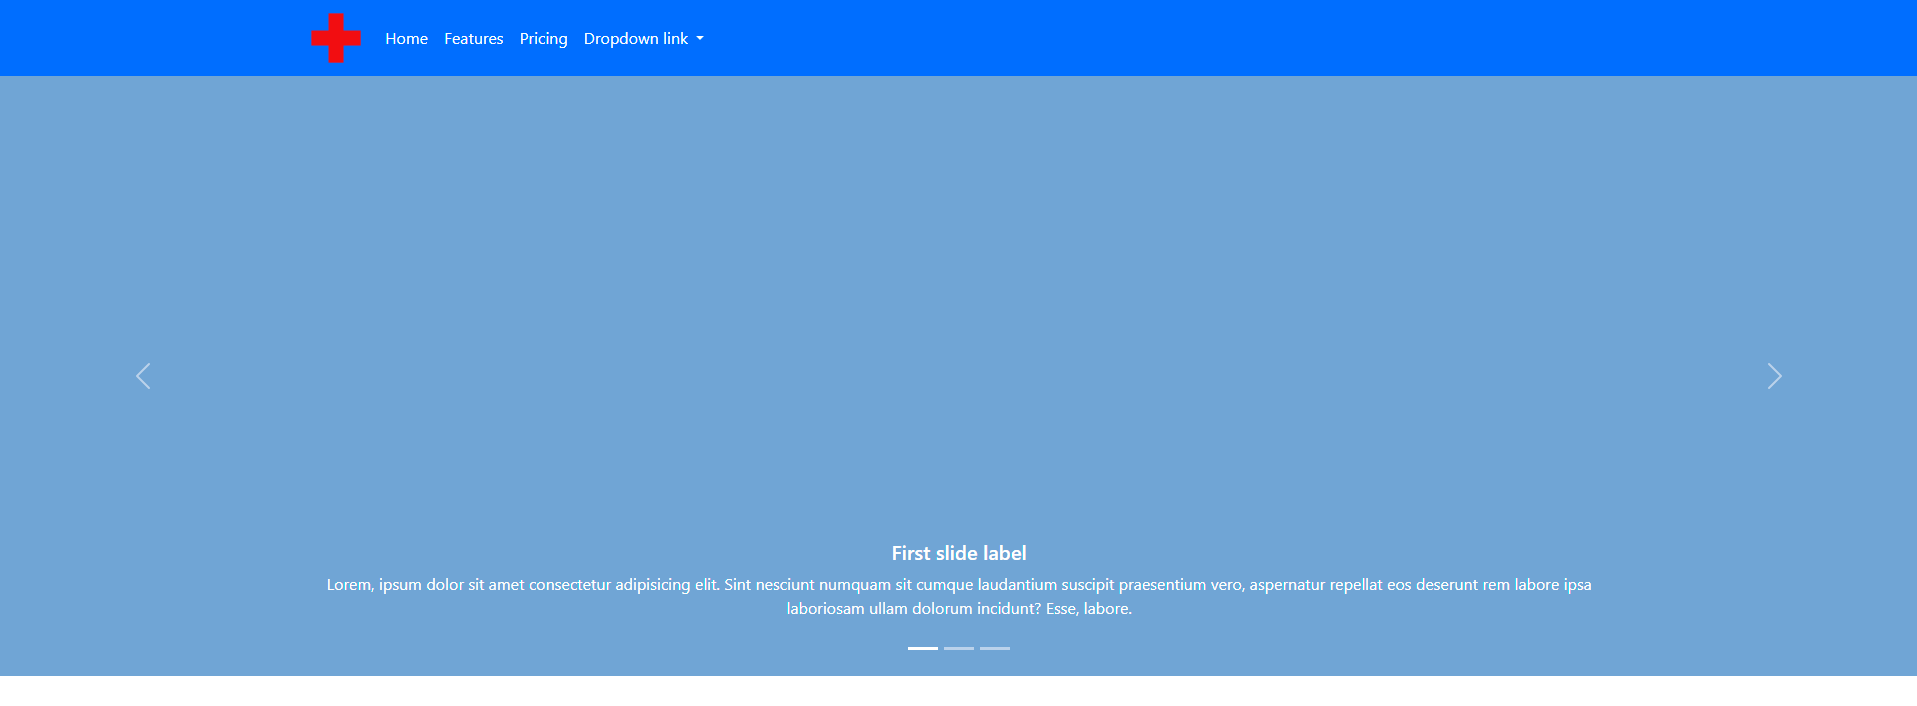 Home Features Pricing Dropdown link
First slide label
Lorem, ipsum dolor sit amet consectetur adipisicing elit. Sint nesciunt numquam sit cumque laudantium suscipit praesentium vero, aspernatur repellat eos deserunt rem labore ipsa
laboriosam ullam dolorum incidunt? Esse, labore.